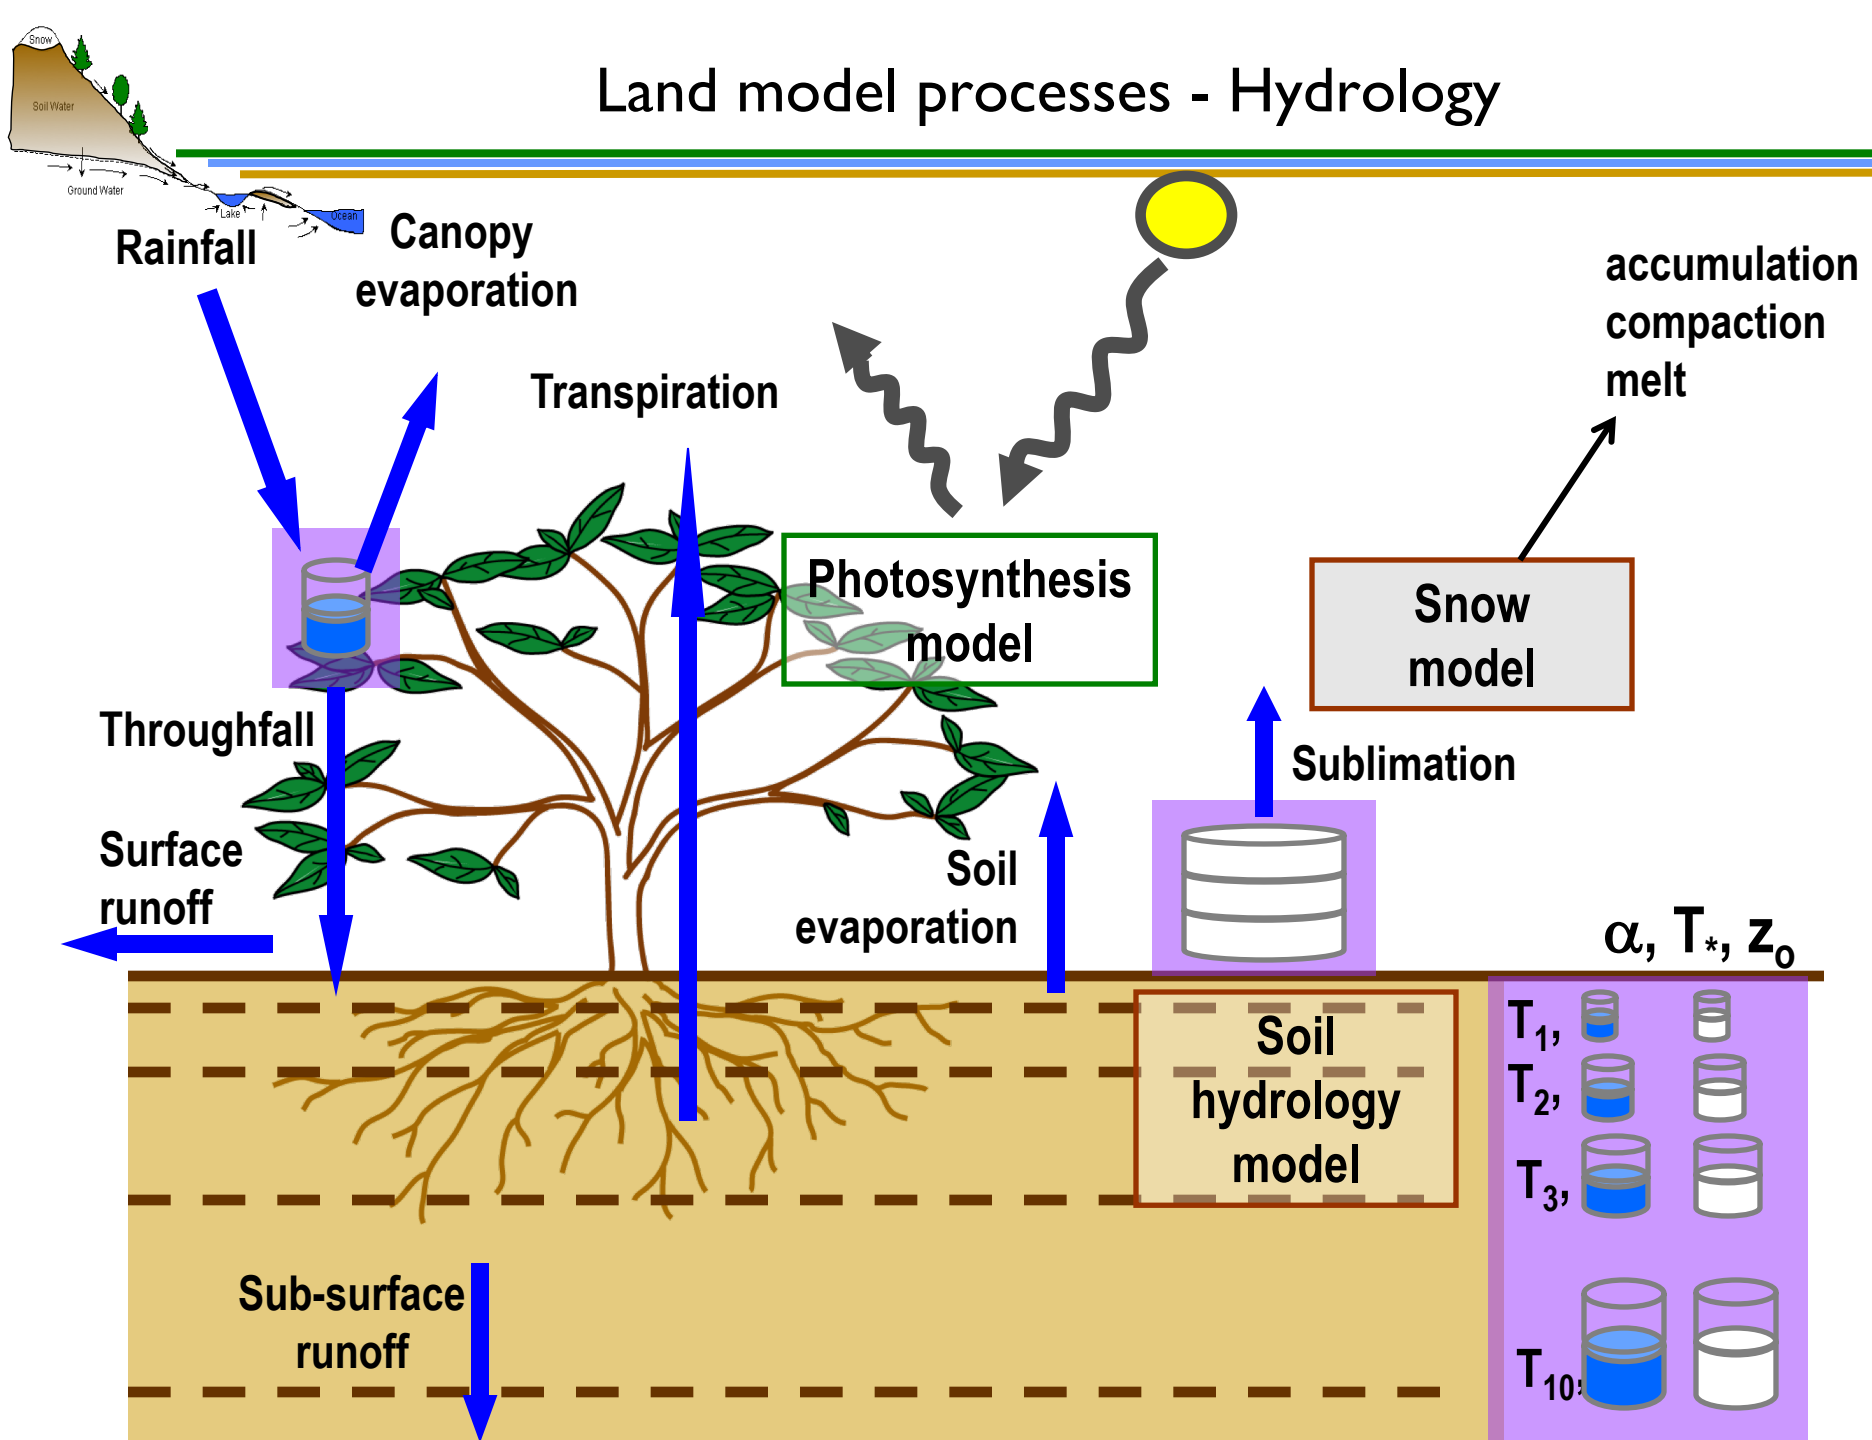 Land model processes - Hydrology
Snow
Soil Water
Ground Water
Lake
Ocean
Rainfall
Canopy
evaporation
Transpiration
accumulation
compaction
melt
Photosynthesis
model
Snow
model
Throughfall
Sublimation
Surface
runoff
Soil
evaporation
α, T*, zo
Soil
hydrology
model
T1,
T2,
T3,
T10,
Sub-surface
runoff